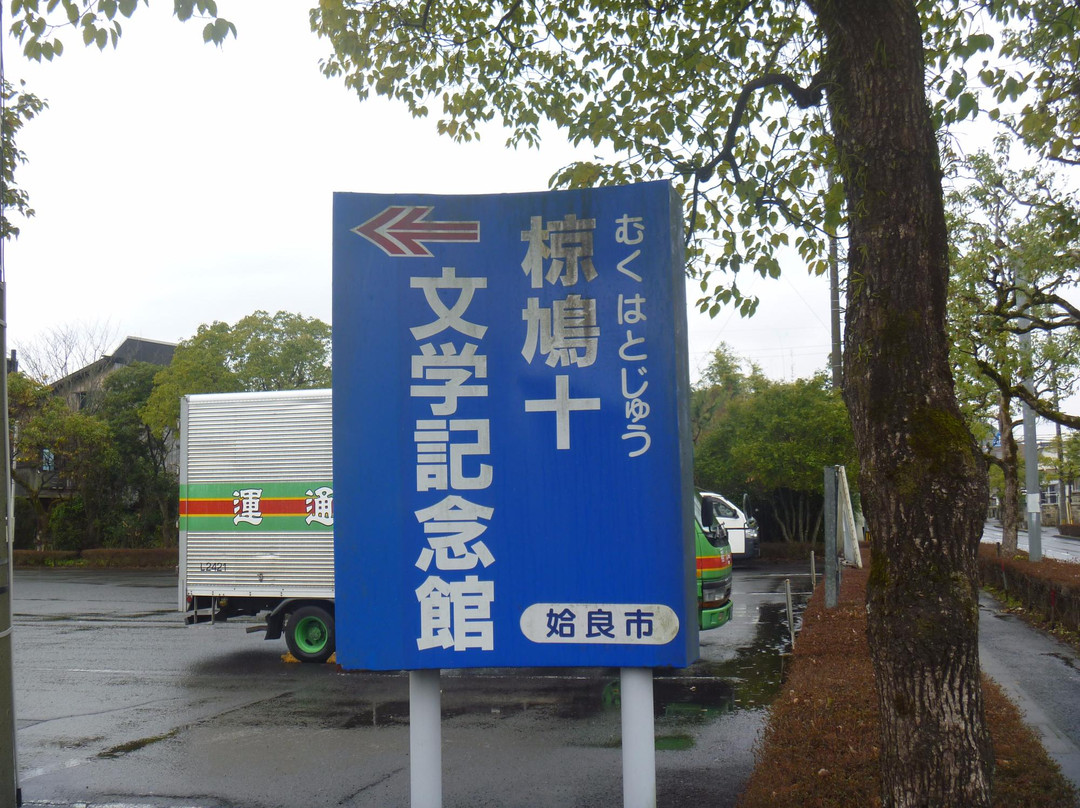 むくはとじゅう
椋鳩十
文学記念館
姶良市
運通
L2421